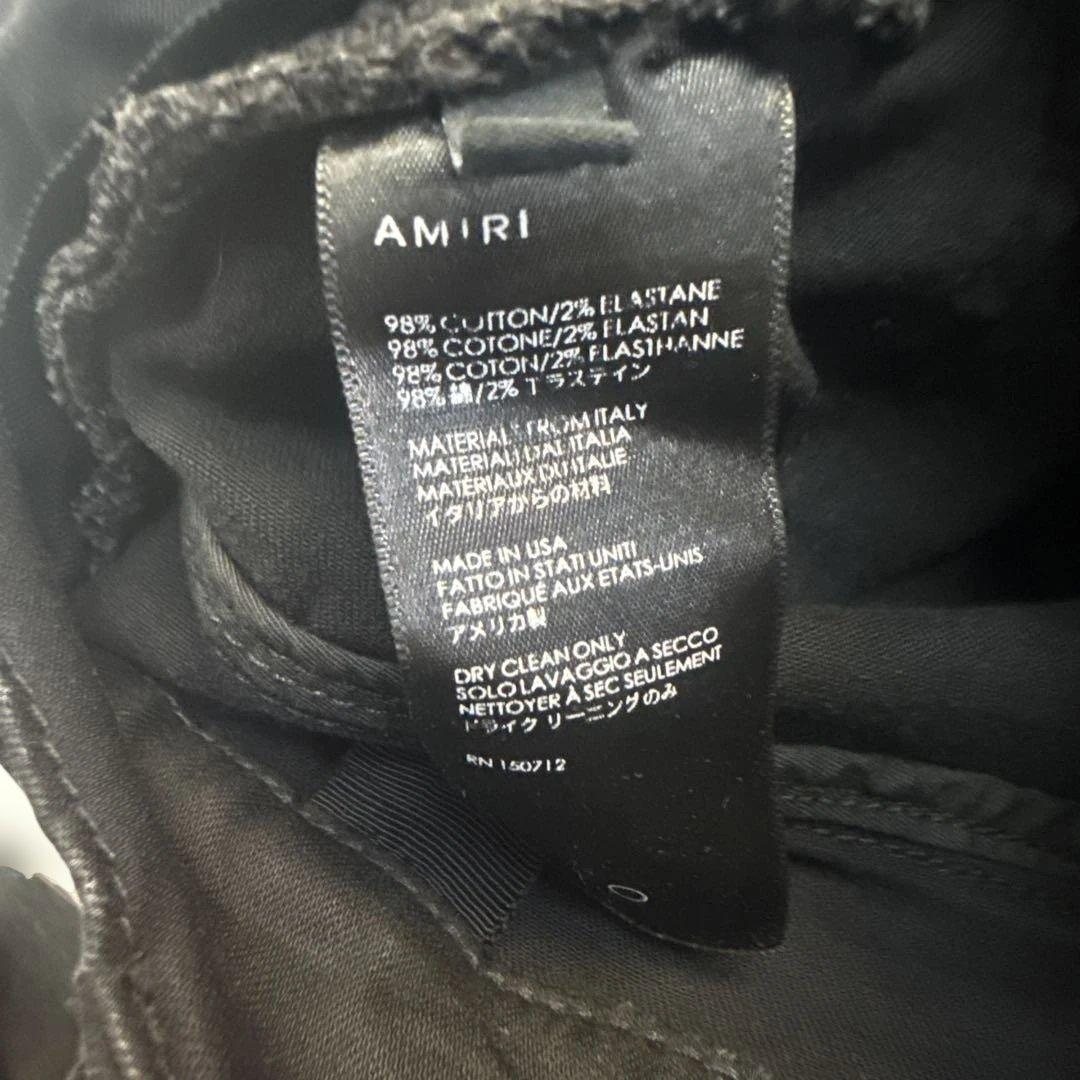 AMIRI
98% COTTON/2% ELASTANE
98% COTONE/2% ELASTAN
98% COTON/2% ELASTHANNE
98% 綿/2% エラステイン
MATERIAL FROM ITALY
MATERIALI DAL ITALIA
MATERIAUX DU ITALIE
イタリアからの材料
MADE IN USA
FATTO IN STATI UNITI
FABRIQUE AUX ETATS-UNIS
アメリカ製
DRY CLEAN ONLY
SOLO LAVAGGIO A SECCO
NETTOYER À SEC SEULEMENT
ドライクリーニングのみ
RN 150712
0